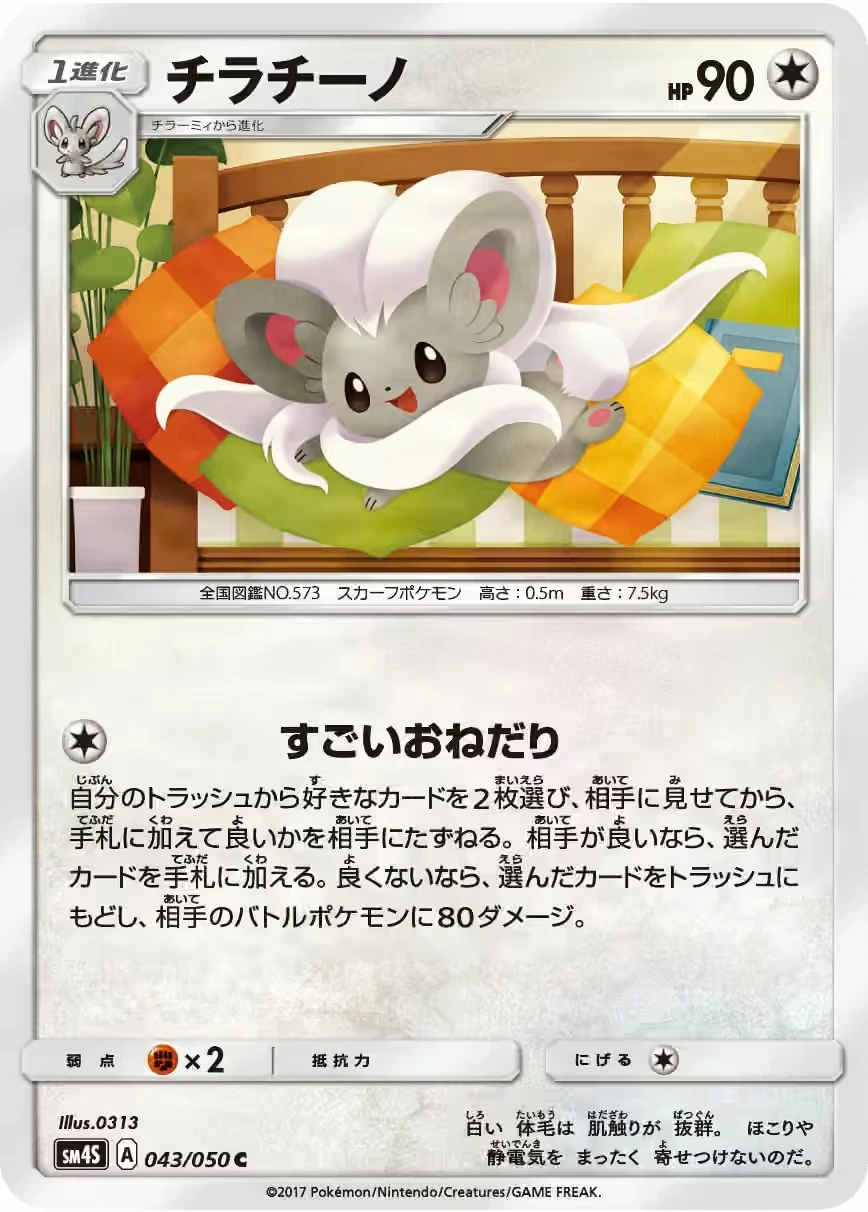 1進化 チラチーノ HP90
チラーミィから進化
全国図鑑NO.573 スカーフポケモン 高さ：0.5m 重さ：7.5kg
すごいおねだり
自分のトラッシュから好きなカードを2枚選び、相手に見せてから、
手札に加えて良いかを相手にたずねる。相手が良いなら、選んだ
カードを手札に加える。良くないなら、選んだカードをトラッシュに
もどし、相手のバトルポケモンに80ダメージ。
弱点 ×2 抵抗力 にげる
Illus.0313
白い 体毛は 肌触りが 抜群。 ほこりや
静電気を まったく 寄せつけないのだ。
SM4S A 043/050 C
©2017 Pokémon/Nintendo/Creatures/GAME FREAK.